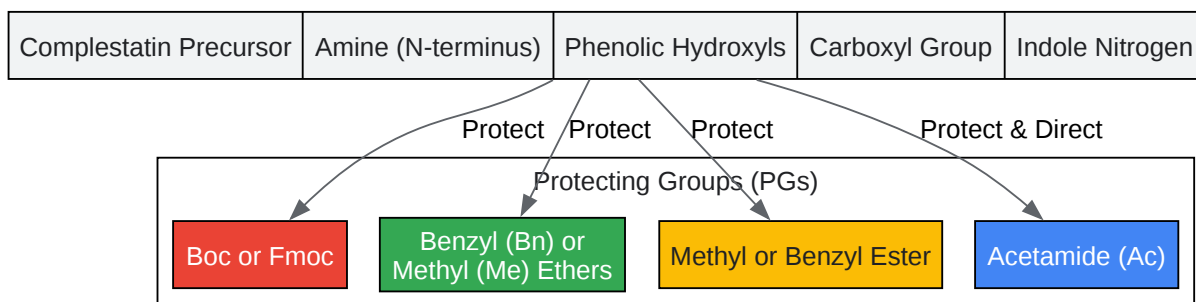 Complestatin Precursor
Amine (N-terminus)
Phenolic Hydroxyls
Carboxyl Group
Indole Nitrogen
Protect
Protect
Protect
Protect & Direct
Protecting Groups (PGs)
Boc or Fmoc
Benzyl (Bn) or
Methyl (Me) Ethers
Methyl or Benzyl Ester
Acetamide (Ac)